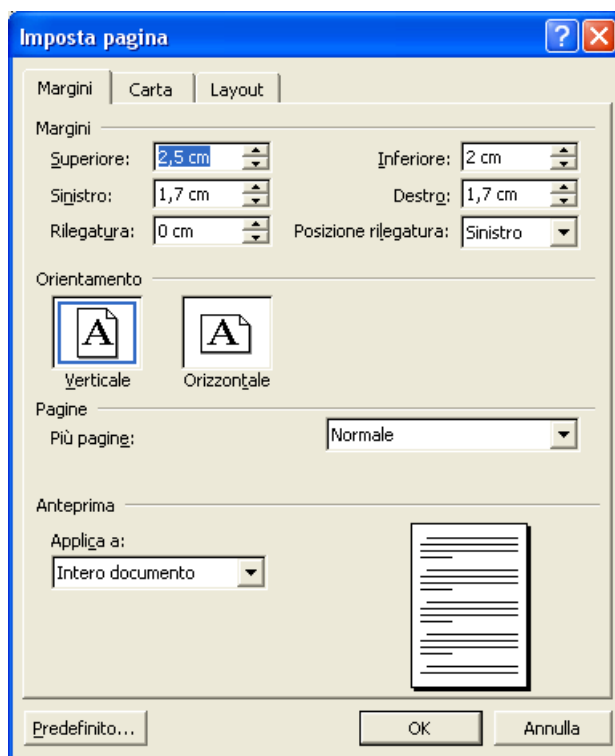 Imposta pagina
Margini Carta Layout
Margini
Superiore: 2,5 cm Inferiore: 2 cm
Sinistro: 1,7 cm Destro: 1,7 cm
Rilegatura: 0 cm Posizione rilegatura: Sinistro
Orientamento
A A
Verticale Orizzontale
Pagine
Più pagine: Normale
Anteprima
Applica a:
Intero documento
Predefinito... OK Annulla